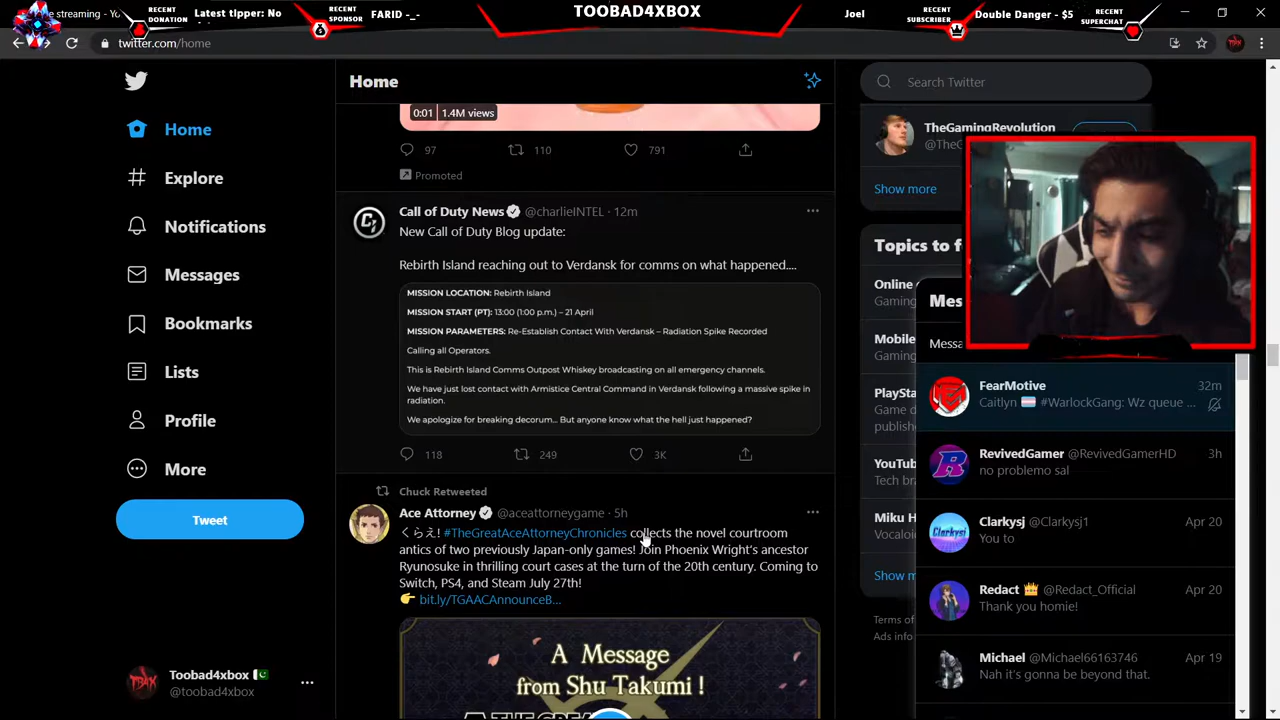 e streaming - Yo
RECENT
DONATION
Latest tipper: No
RECENT
SPONSOR
FARID -_-
TOOBAD4XBOX
Joel
RECENT
SUBSCRIBER
Double Danger - $5
RECENT
SUPERCHAT
twitter.com/home
Home
Explore
Notifications
Messages
Bookmarks
Lists
Profile
More
Tweet
Toobad4xbox 🇵🇰
@toobad4xbox
Home
0:01 1.4M views
97 110 791
Promoted
Call of Duty News @charlieINTEL · 12m
New Call of Duty Blog update:
Rebirth Island reaching out to Verdansk for comms on what happened....
MISSION LOCATION: Rebirth Island
MISSION START (PT): 13:00 (1:00 p.m.) – 21 April
MISSION PARAMETERS: Re-Establish Contact With Verdansk – Radiation Spike Recorded
Calling all Operators.
This is Rebirth Island Comms Outpost Whiskey broadcasting on all emergency channels.
We have just lost contact with Armistice Central Command in Verdansk following a massive spike in
radiation.
We apologize for breaking decorum... But anyone know what the hell just happened?
118 249 3K
Chuck Retweeted
Ace Attorney @aceattorneygame · 5h
くらえ! #TheGreatAceAttorneyChronicles collects the novel courtroom
antics of two previously Japan-only games! Join Phoenix Wright's ancestor
Ryunosuke in thrilling court cases at the turn of the 20th century. Coming to
Switch, PS4, and Steam July 27th!
👉 bit.ly/TGAACAnnounceB...
A Message
from Shu Takumi !
Search Twitter
TheGamingRevolution
@TheG
Show more
Topics to f
Online
Gaming
Mobile
Gaming
PlaySt
Game d
publishe
YouTub
Tech bra
Miku H
Vocaloi
Show m
Terms of
Ads info
Mes
Messa
FearMotive 32m
Caitlyn #WarlockGang: Wz queue ...
RevivedGamer @RevivedGamerHD 3h
no problemo sal
Clarkysj @Clarkysj1 Apr 20
You to
Redact 👑 @Redact_Official Apr 20
Thank you homie!
Michael @Michael66163746 Apr 19
Nah it's gonna be beyond that.